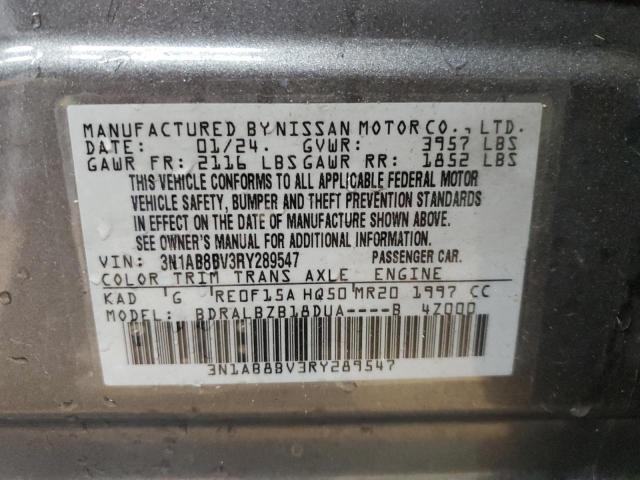 MANUFACTURED BY NISSAN MOTOR CO., LTD.
DATE: 01/24. GVWR: 3957 LBS
GAWR FR: 2116 LBS GAWR RR: 1852 LBS
THIS VEHICLE CONFORMS TO ALL APPLICABLE FEDERAL MOTOR
VEHICLE SAFETY, BUMPER AND THEFT PREVENTION STANDARDS
IN EFFECT ON THE DATE OF MANUFACTURE SHOWN ABOVE.
SEE OWNER'S MANUAL FOR ADDITIONAL INFORMATION.
VIN: 3N1AB8BV3RY289547 PASSENGER CAR.
COLOR TRIM TRANS AXLE ENGINE
KAD G RE0F15A HQ50 MR20 1997 CC
MODEL: BDRALBZB18DUA----B 4Z000
3N1AB8BV3RY289547